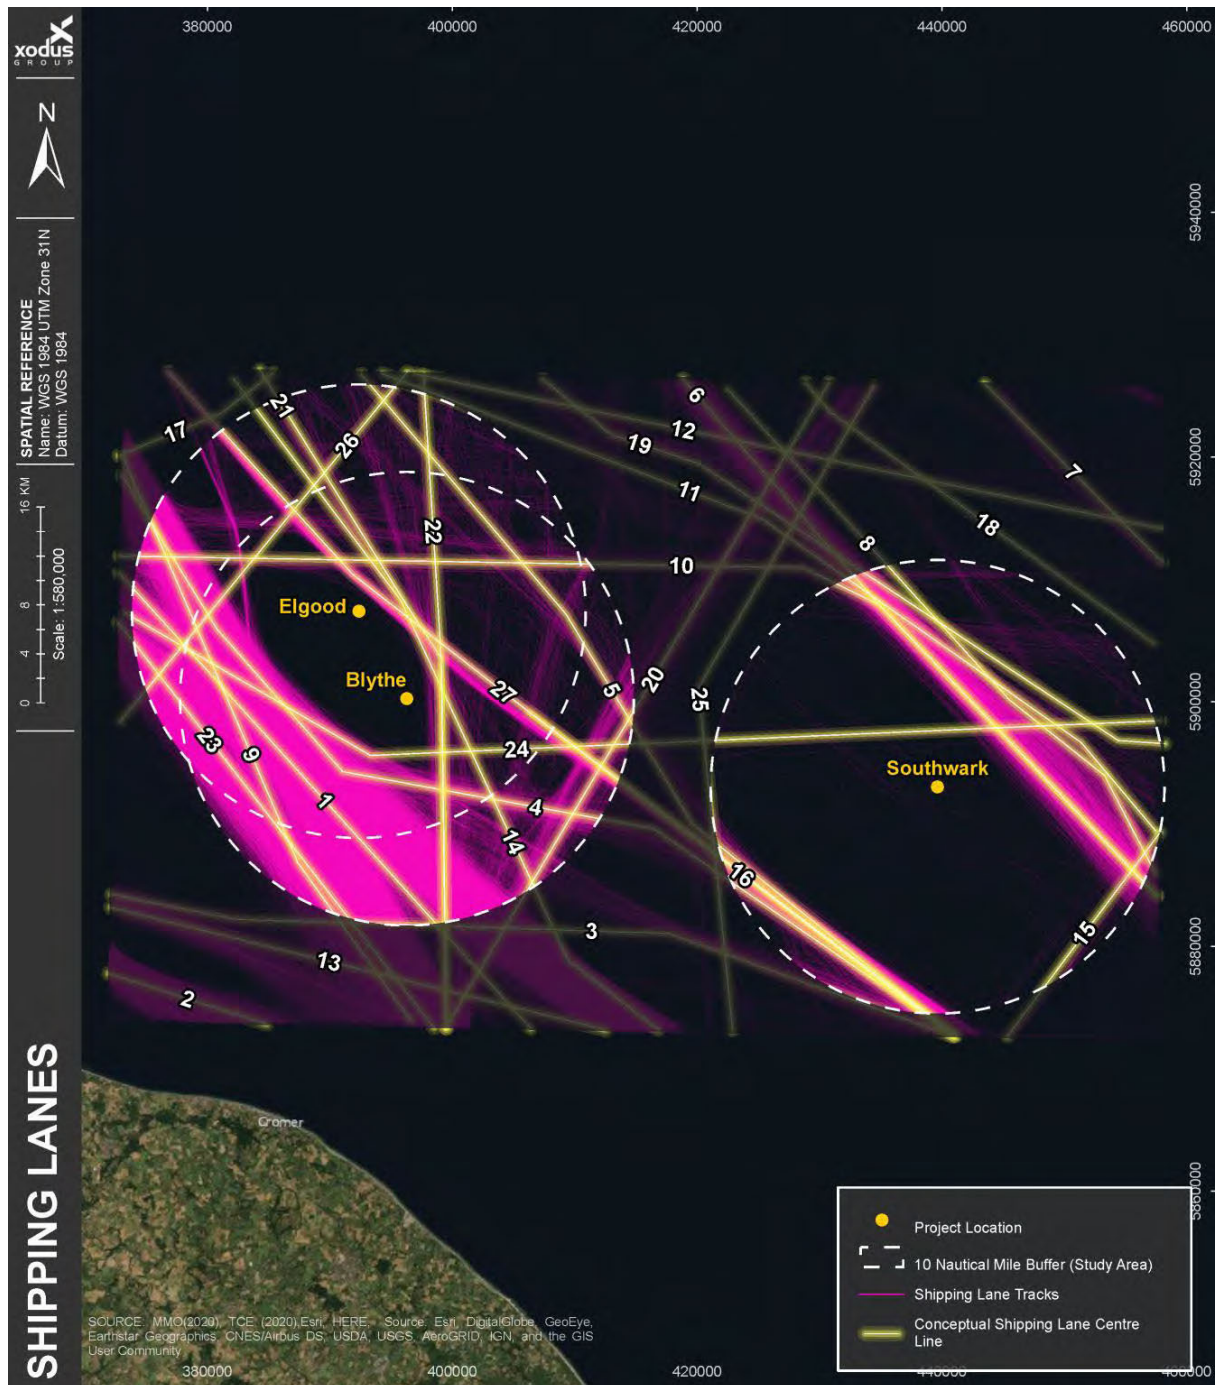 380000
400000
420000
440000
460000
xodus
GROUP
N
SPATIAL REFERENCE
Name: WGS 1984 UTM Zone 31N
Datum: WGS 1984
0 4 8 16 KM
Scale: 1:580,000
SHIPPING LANES
5940000
5920000
5900000
5880000
5860000
17
21
26
22
6
12
19
11
7
18
8
10
Elgood
Blythe
27
5
20
25
24
23
9
1
4
14
Southwark
16
15
3
13
2
Cromer
Project Location
10 Nautical Mile Buffer (Study Area)
Shipping Lane Tracks
Conceptual Shipping Lane Centre
Line
SOURCE: MMO(2020), TCE (2020),Esri, HERE, Source: Esri, DigitalGlobe, GeoEye,
Earthstar Geographics, CNES/Airbus DS, USDA, USGS, AeroGRID, IGN, and the GIS
User Community
380000
400000
420000
440000
460000